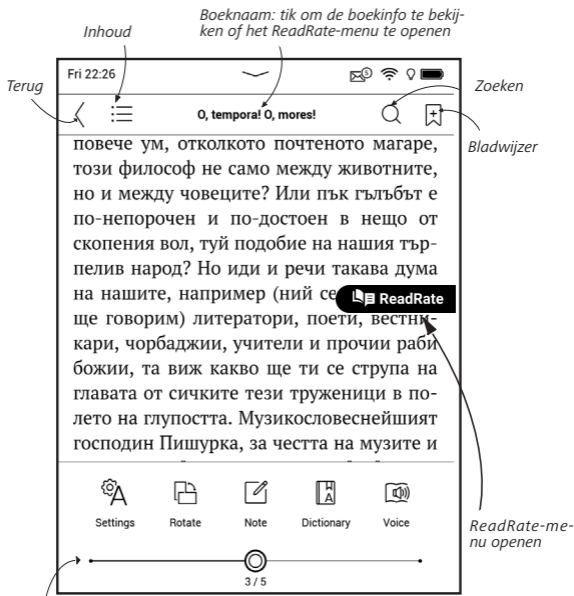 Boeknaam: tik om de boekinfo te bekij-
ken of het ReadRate-menu te openen
Inhoud
Terug
Fri 22:26
5
Zoeken
O, tempora! O, mores!
Bladwijzer
повече ум, отколкото почтеното магаре,
този философ не само между животните,
но и между човеците? Или пък гълъбът е
по-непорочен и по-достоен в нещо от
скопения вол, туй подобие на нашия тър-
пелив народ? Но иди и речи такава дума
на нашите, например (ний се
ReadRate
ще говорим) литератори, поети, вестни-
кари, чорбаджии, учители и прочии раби
божии, та виж какво ще ти се струпа на
главата от сичките тези труженици в по-
лето на глупостта. Музикословеснейшият
господин Пишурка, за честта на музите и
Settings Rotate Note Dictionary Voice
ReadRate-me-
nu openen
3 / 5